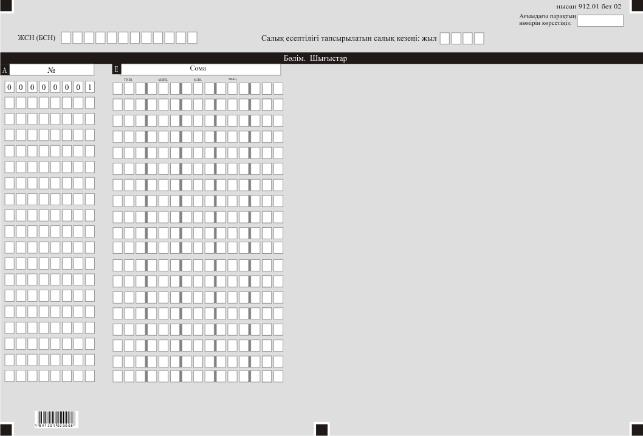 нысан 912.01 бет 02
Ағымдағы парақтың
нөмірін көрсетіңіз:
ЖСН (БСН)
Салық есептілігі тапсырылатын салық кезеңі: жыл
Бөлім. Шығыстар
A
№
E
Сома
0 0 0 0 0 0 0 1